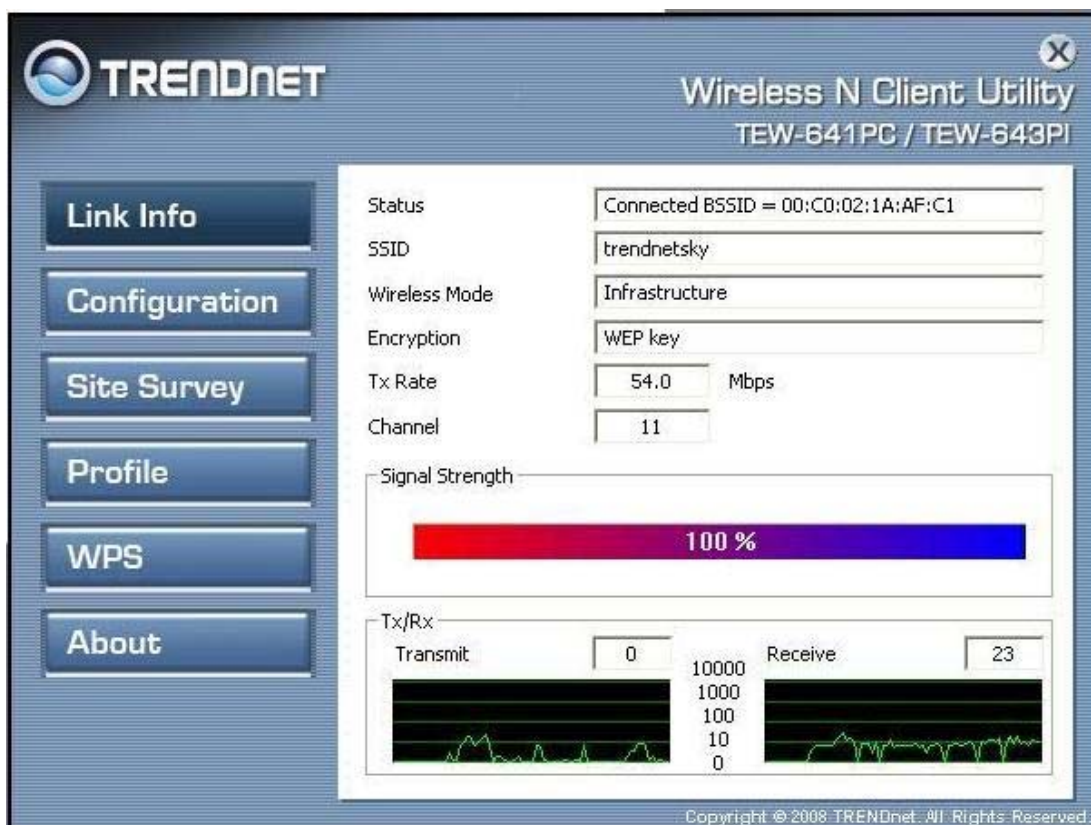 TRENDNET
Wireless N Client Utility
TEW-641PC / TEW-643PI
Link Info
Configuration
Site Survey
Profile
WPS
About
Status Connected BSSID = 00:C0:02:1A:AF:C1
SSID trendnetsky
Wireless Mode Infrastructure
Encryption WEP key
Tx Rate 54.0 Mbps
Channel 11
Signal Strength
100 %
Tx/Rx
Transmit 0
Receive 23
10000
1000
100
10
0
Copyright © 2008 TRENDnet. All Rights Reserved